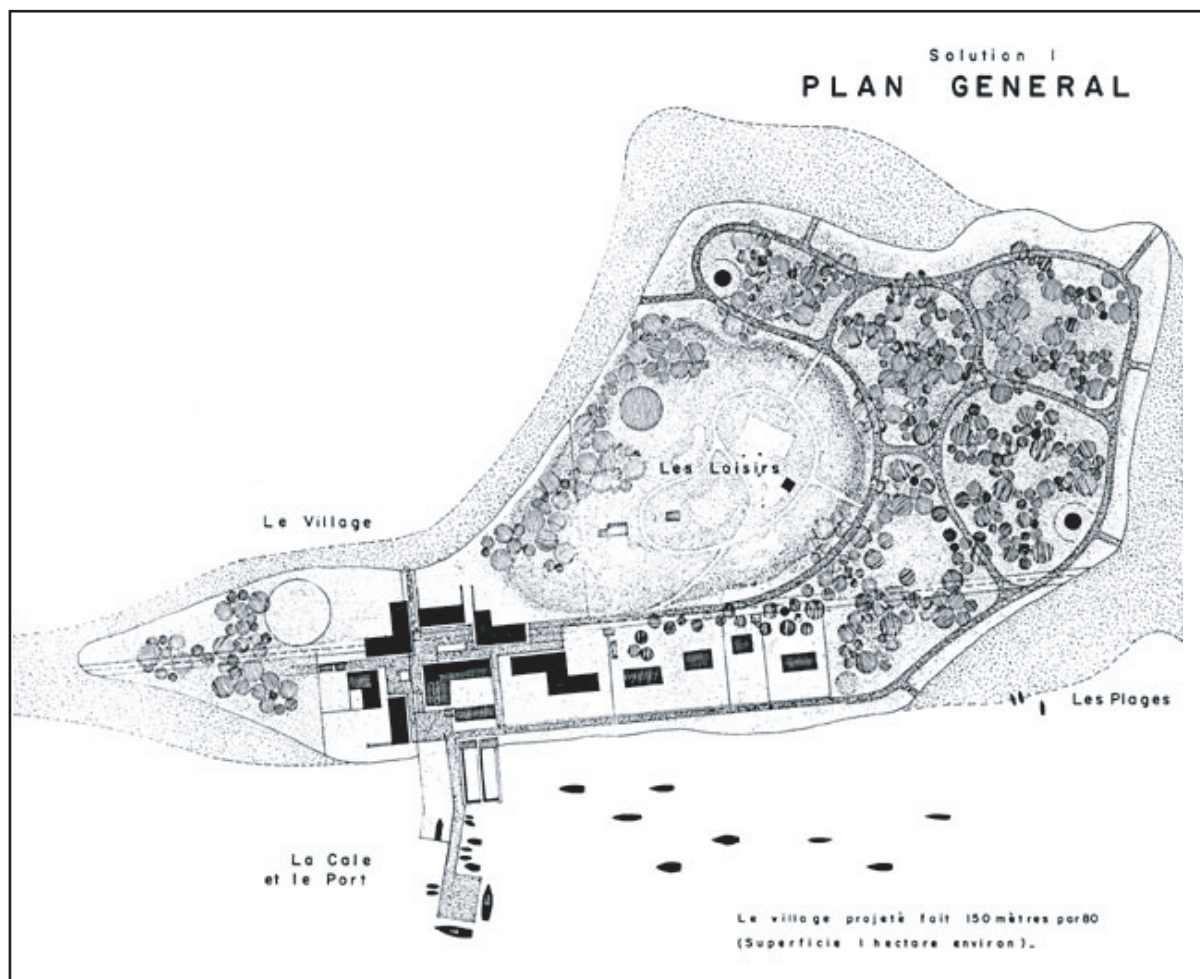 Solution I
PLAN GENERAL
Les Loisirs
Le Village
Les Plages
La Cale
et le Port
Le village projeté fait 150 mètres par 80
(Superficie 1 hectare environ).